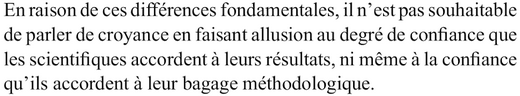 En raison de ces différences fondamentales, il n’est pas souhaitable
de parler de croyance en faisant allusion au degré de confiance que
les scientifiques accordent à leurs résultats, ni même à la confiance
qu’ils accordent à leur bagage méthodologique.